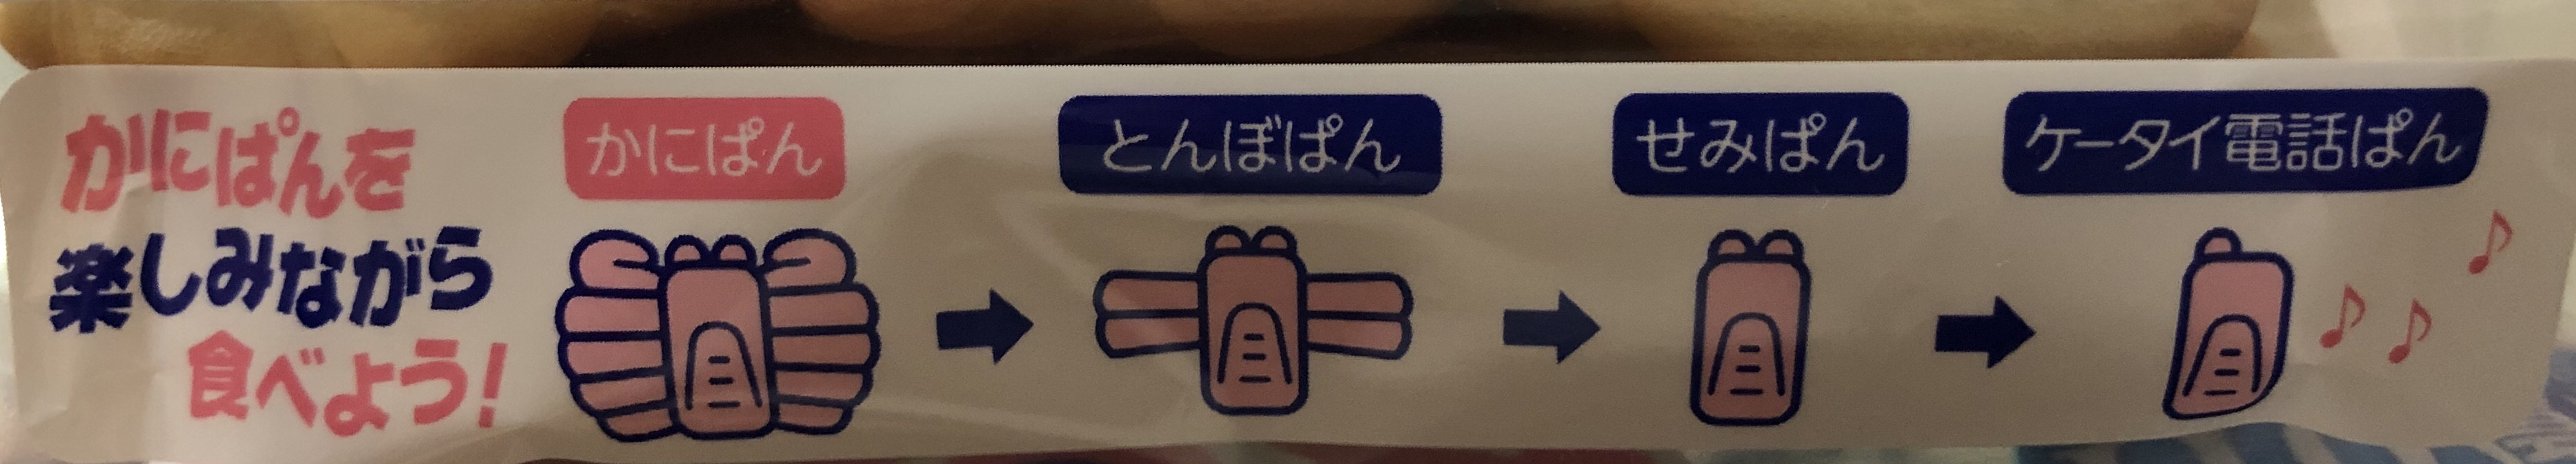 かにぱんを
楽しみながら
食べよう!
かにぱん
とんぼぱん
せみぱん
ケータイ電話ぱん